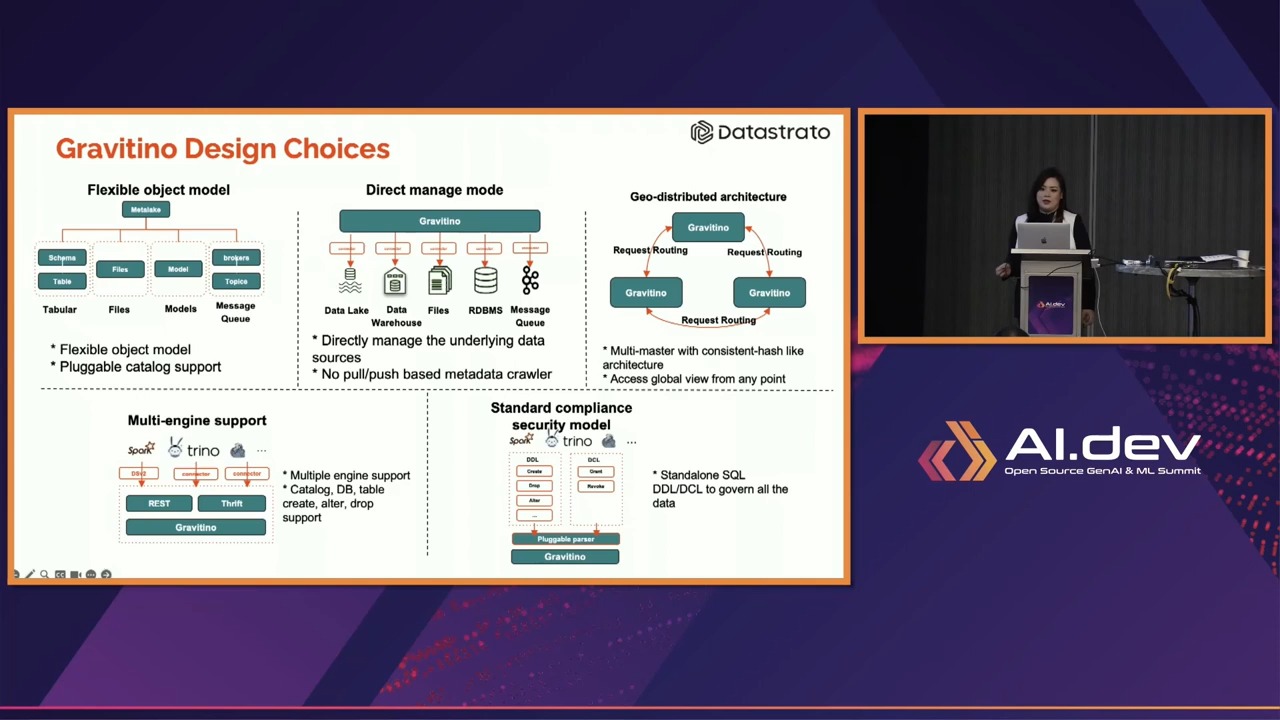 Gravitino Design Choices
Datastrato
Flexible object model
Metalake
Schema
Table
Files
Model
brokers
Topics
Tabular
Files
Models
Message
Queue
* Flexible object model
* Pluggable catalog support
Direct manage mode
Gravitino
Data Lake
Data
Warehouse
Files
RDBMS
Message
Queue
* Directly manage the underlying data
sources
* No pull/push based metadata crawler
Geo-distributed architecture
Gravitino
Request Routing
Request Routing
Gravitino
Gravitino
Request Routing
* Multi-master with consistent-hash like
architecture
* Access global view from any point
Multi-engine support
Spark
trino
...
DSv2
connector
connector
REST
Thrift
Gravitino
* Multiple engine support
* Catalog, DB, table
create, alter, drop
support
Standard compliance
security model
Spark
trino
...
DDL
Create
Drop
Alter
...
DCL
Grant
Revoke
Pluggable parser
Gravitino
* Standalone SQL
DDL/DCL to govern all the
data
AI.dev
AI.dev
Open Source GenAI & ML Summit